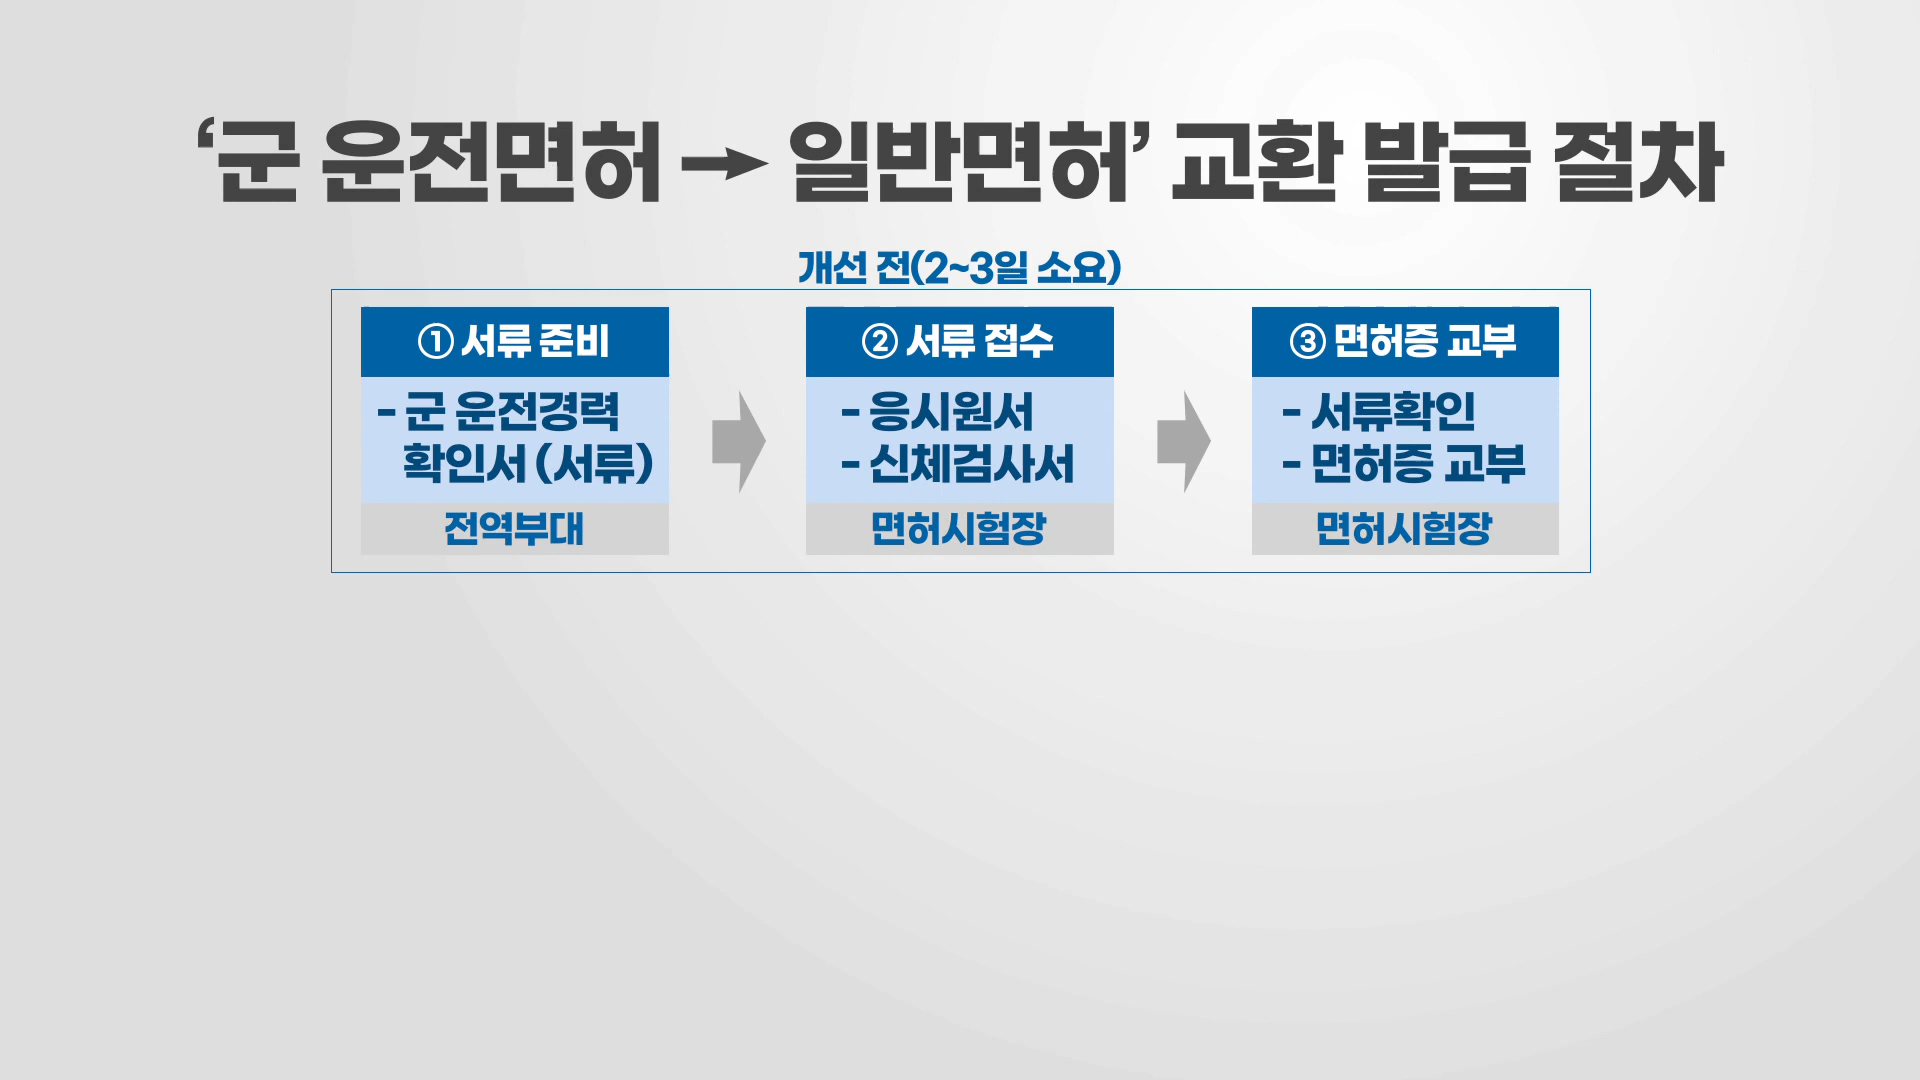 ‘군 운전면허 → 일반면허’ 교환 발급 절차
개선 전(2~3일 소요)
① 서류 준비
- 군 운전경력
확인서 (서류)
전역부대
② 서류 접수
- 응시원서
- 신체검사서
면허시험장
③ 면허증 교부
- 서류확인
- 면허증 교부
면허시험장